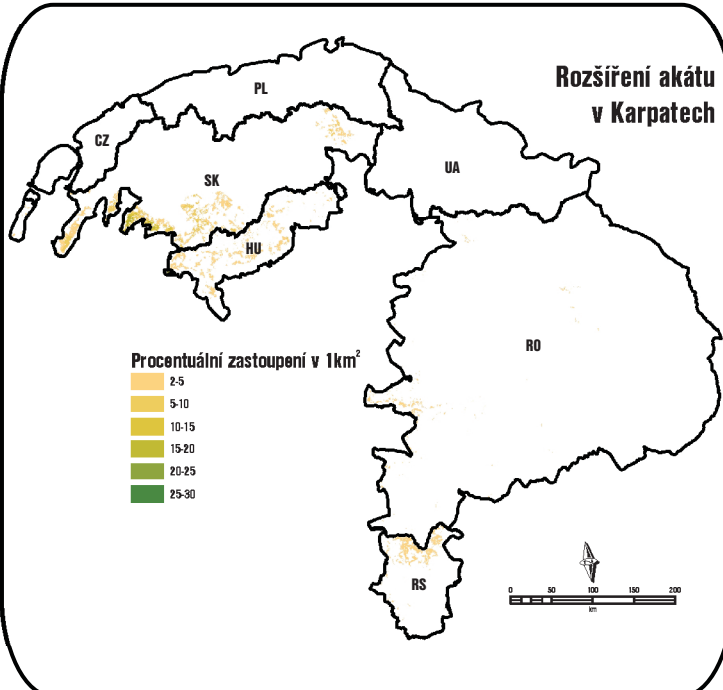 Rozšíření akátu
v Karpatech
PL
CZ
SK
UA
HU
RO
RS
Procentuální zastoupení v 1km²
2-5
5-10
10-15
15-20
20-25
25-30
0 50 100 200
km